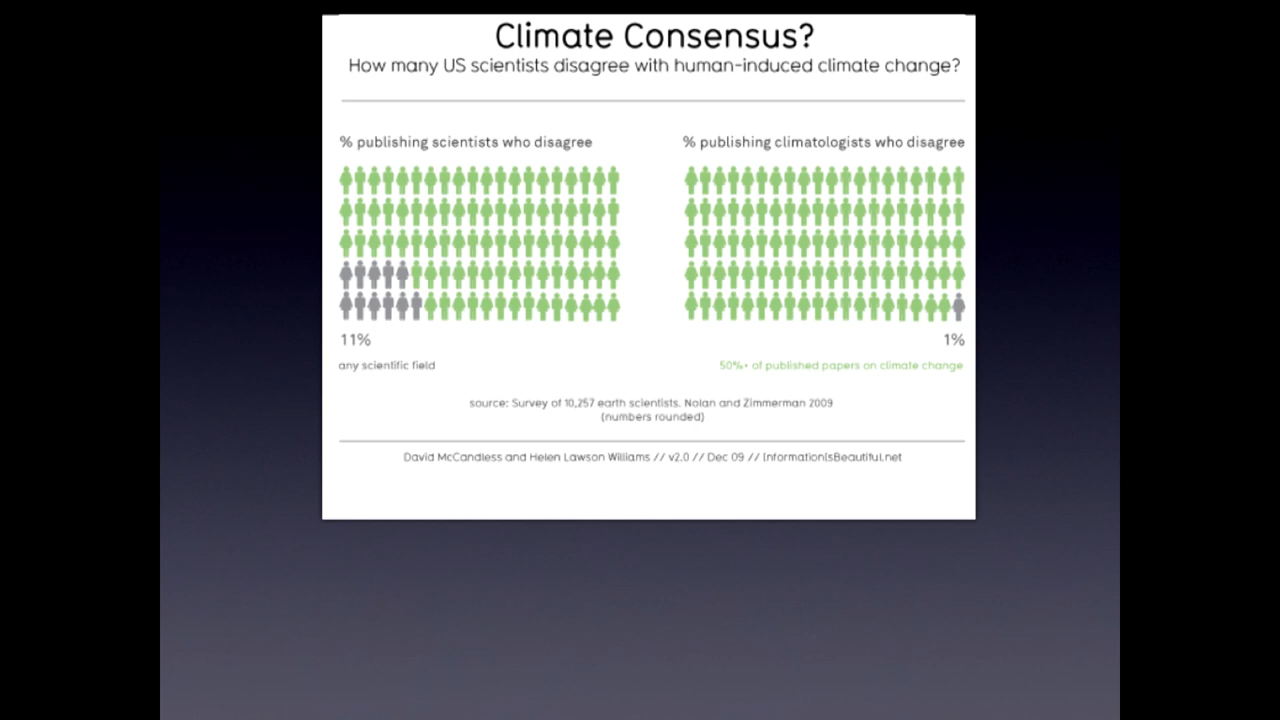 Climate Consensus?
How many US scientists disagree with human-induced climate change?
% publishing scientists who disagree
% publishing climatologists who disagree
11%
1%
any scientific field
50%+ of published papers on climate change
source: Survey of 10,257 earth scientists. Nolan and Zimmerman 2009
(numbers rounded)
David McCandless and Helen Lawson Williams // v2.0 // Dec 09 // InformationIsBeautiful.net